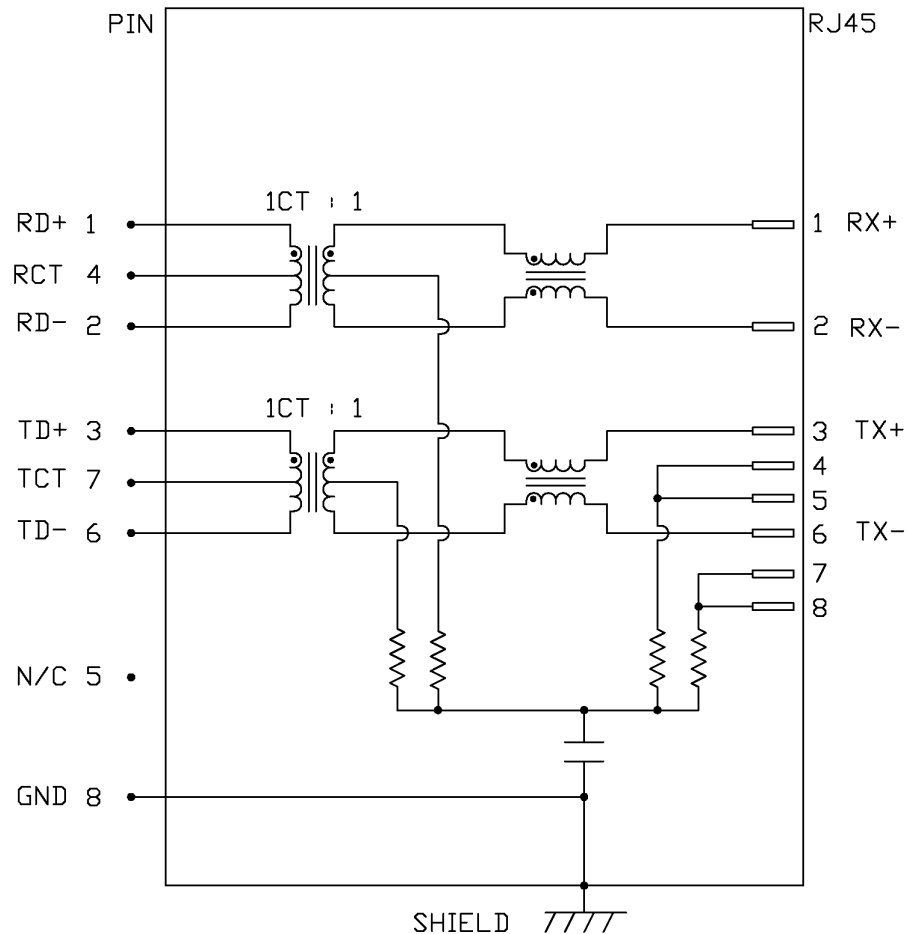 PIN RJ45
1CT : 1
RD+ 1 1 RX+
RCT 4
RD- 2 2 RX-
1CT : 1
TD+ 3 3 TX+
4
TCT 7
5
TD- 6 6 TX-
7
8
N/C 5
GND 8
SHIELD